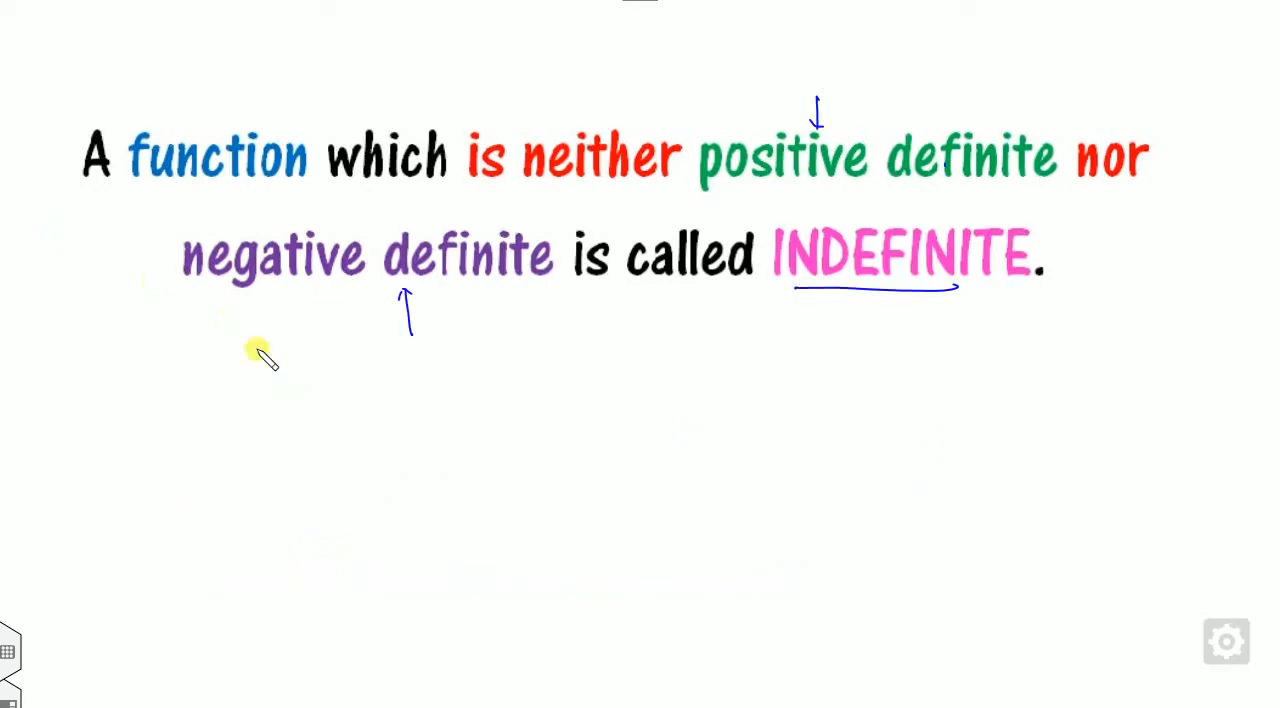 A function which is neither positive definite nor
negative definite is called INDEFINITE.